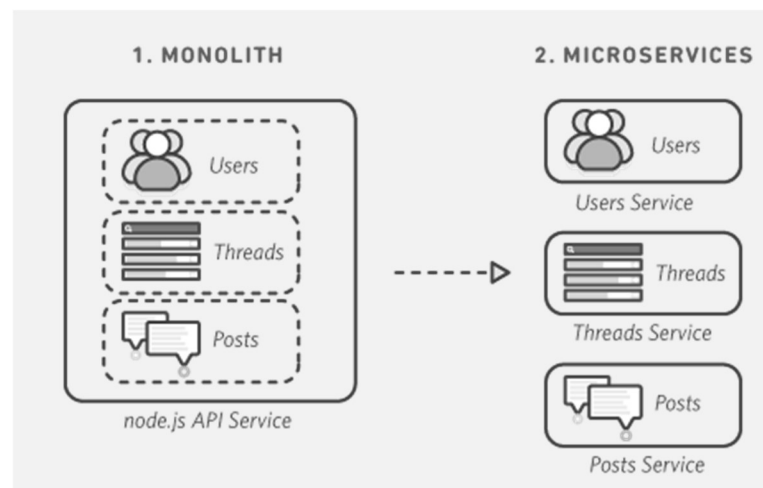 1. MONOLITH
Users
Threads
Posts
node.js API Service
2. MICROSERVICES
Users
Users Service
Threads
Threads Service
Posts
Posts Service